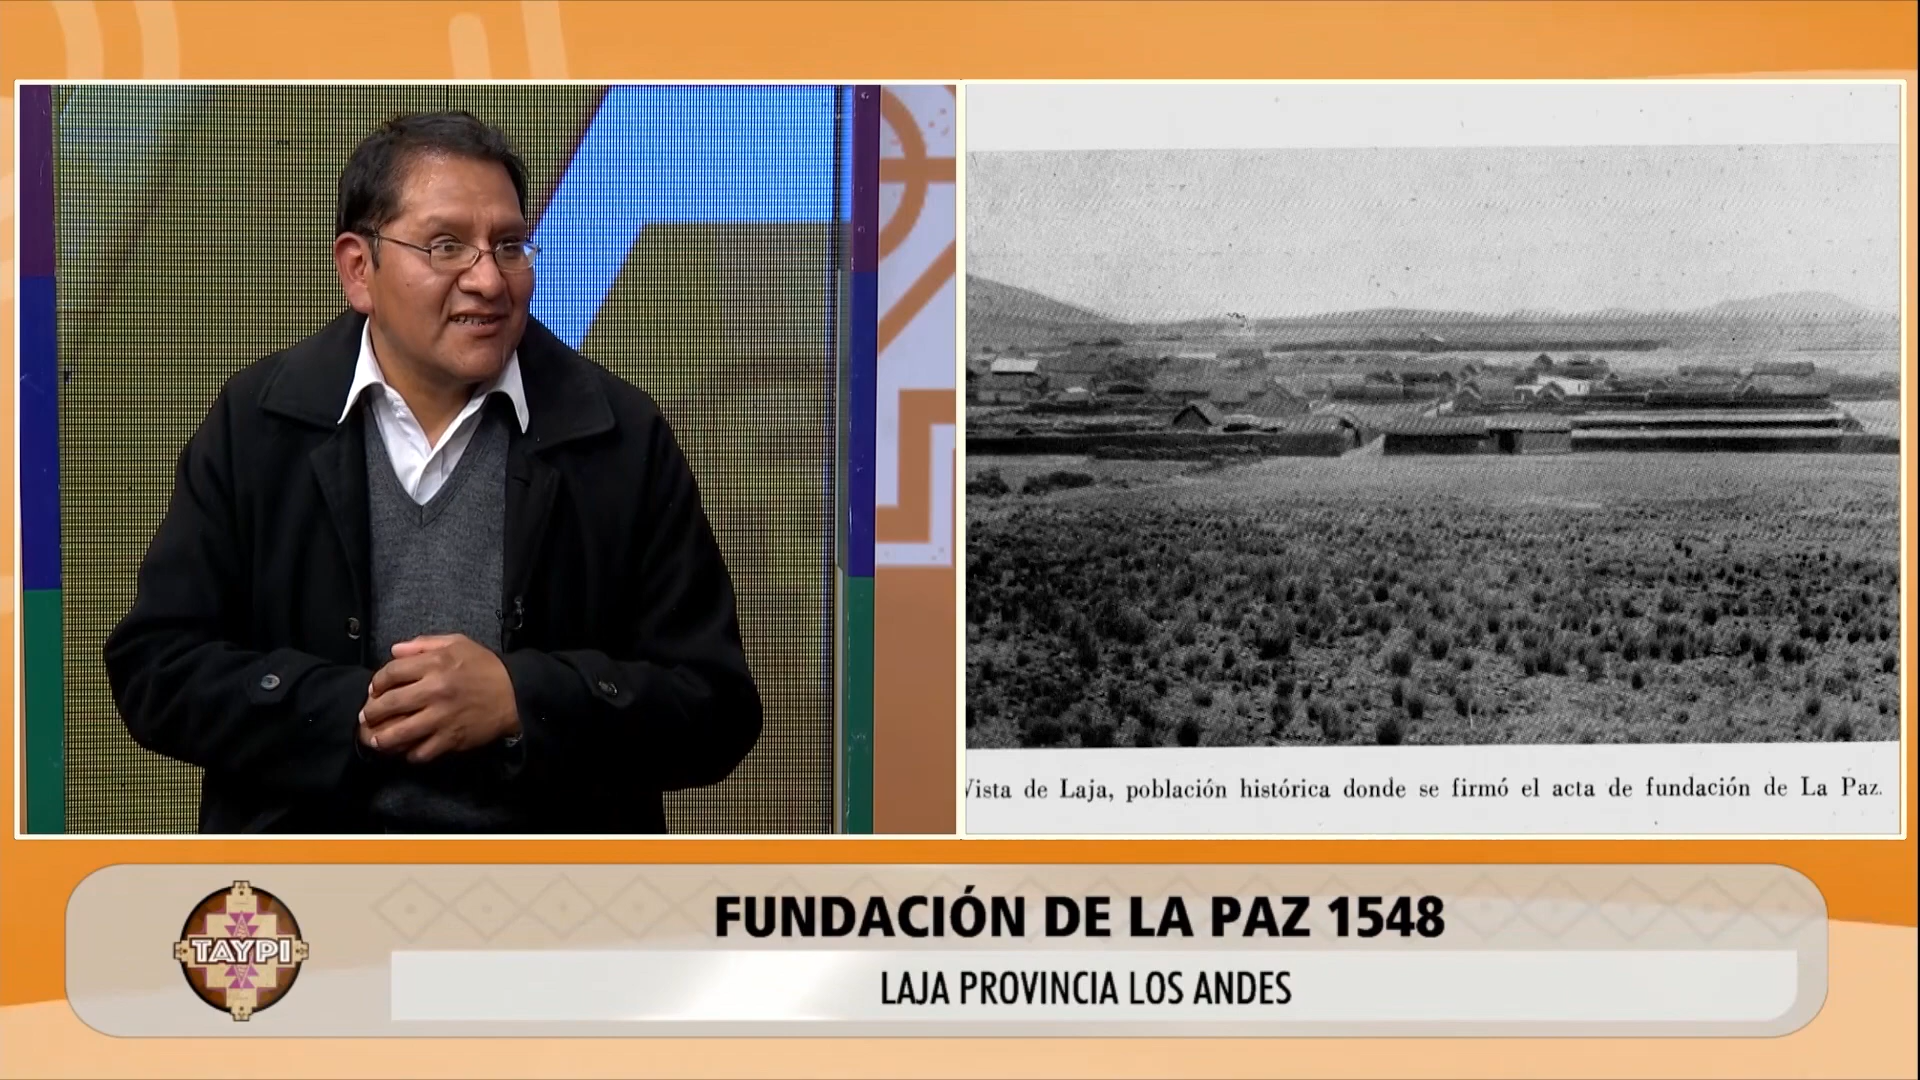 Vista de Laja, población histórica donde se firmó el acta de fundación de La Paz.
TAYPI
FUNDACIÓN DE LA PAZ 1548
LAJA PROVINCIA LOS ANDES